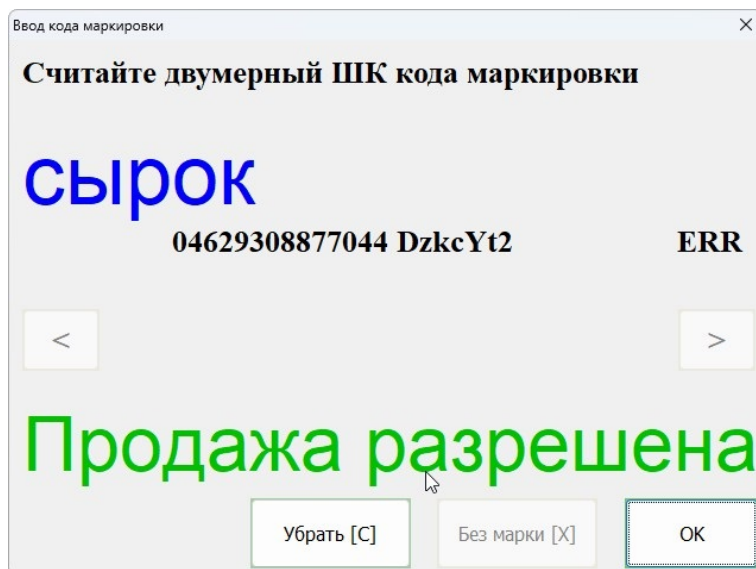 Ввод кода маркировки
Считайте двумерный ШК кода маркировки
сырок
04629308877044 DzkcYt2 ERR
< >
Продажа разрешена
Убрать [C] Без марки [X] OK